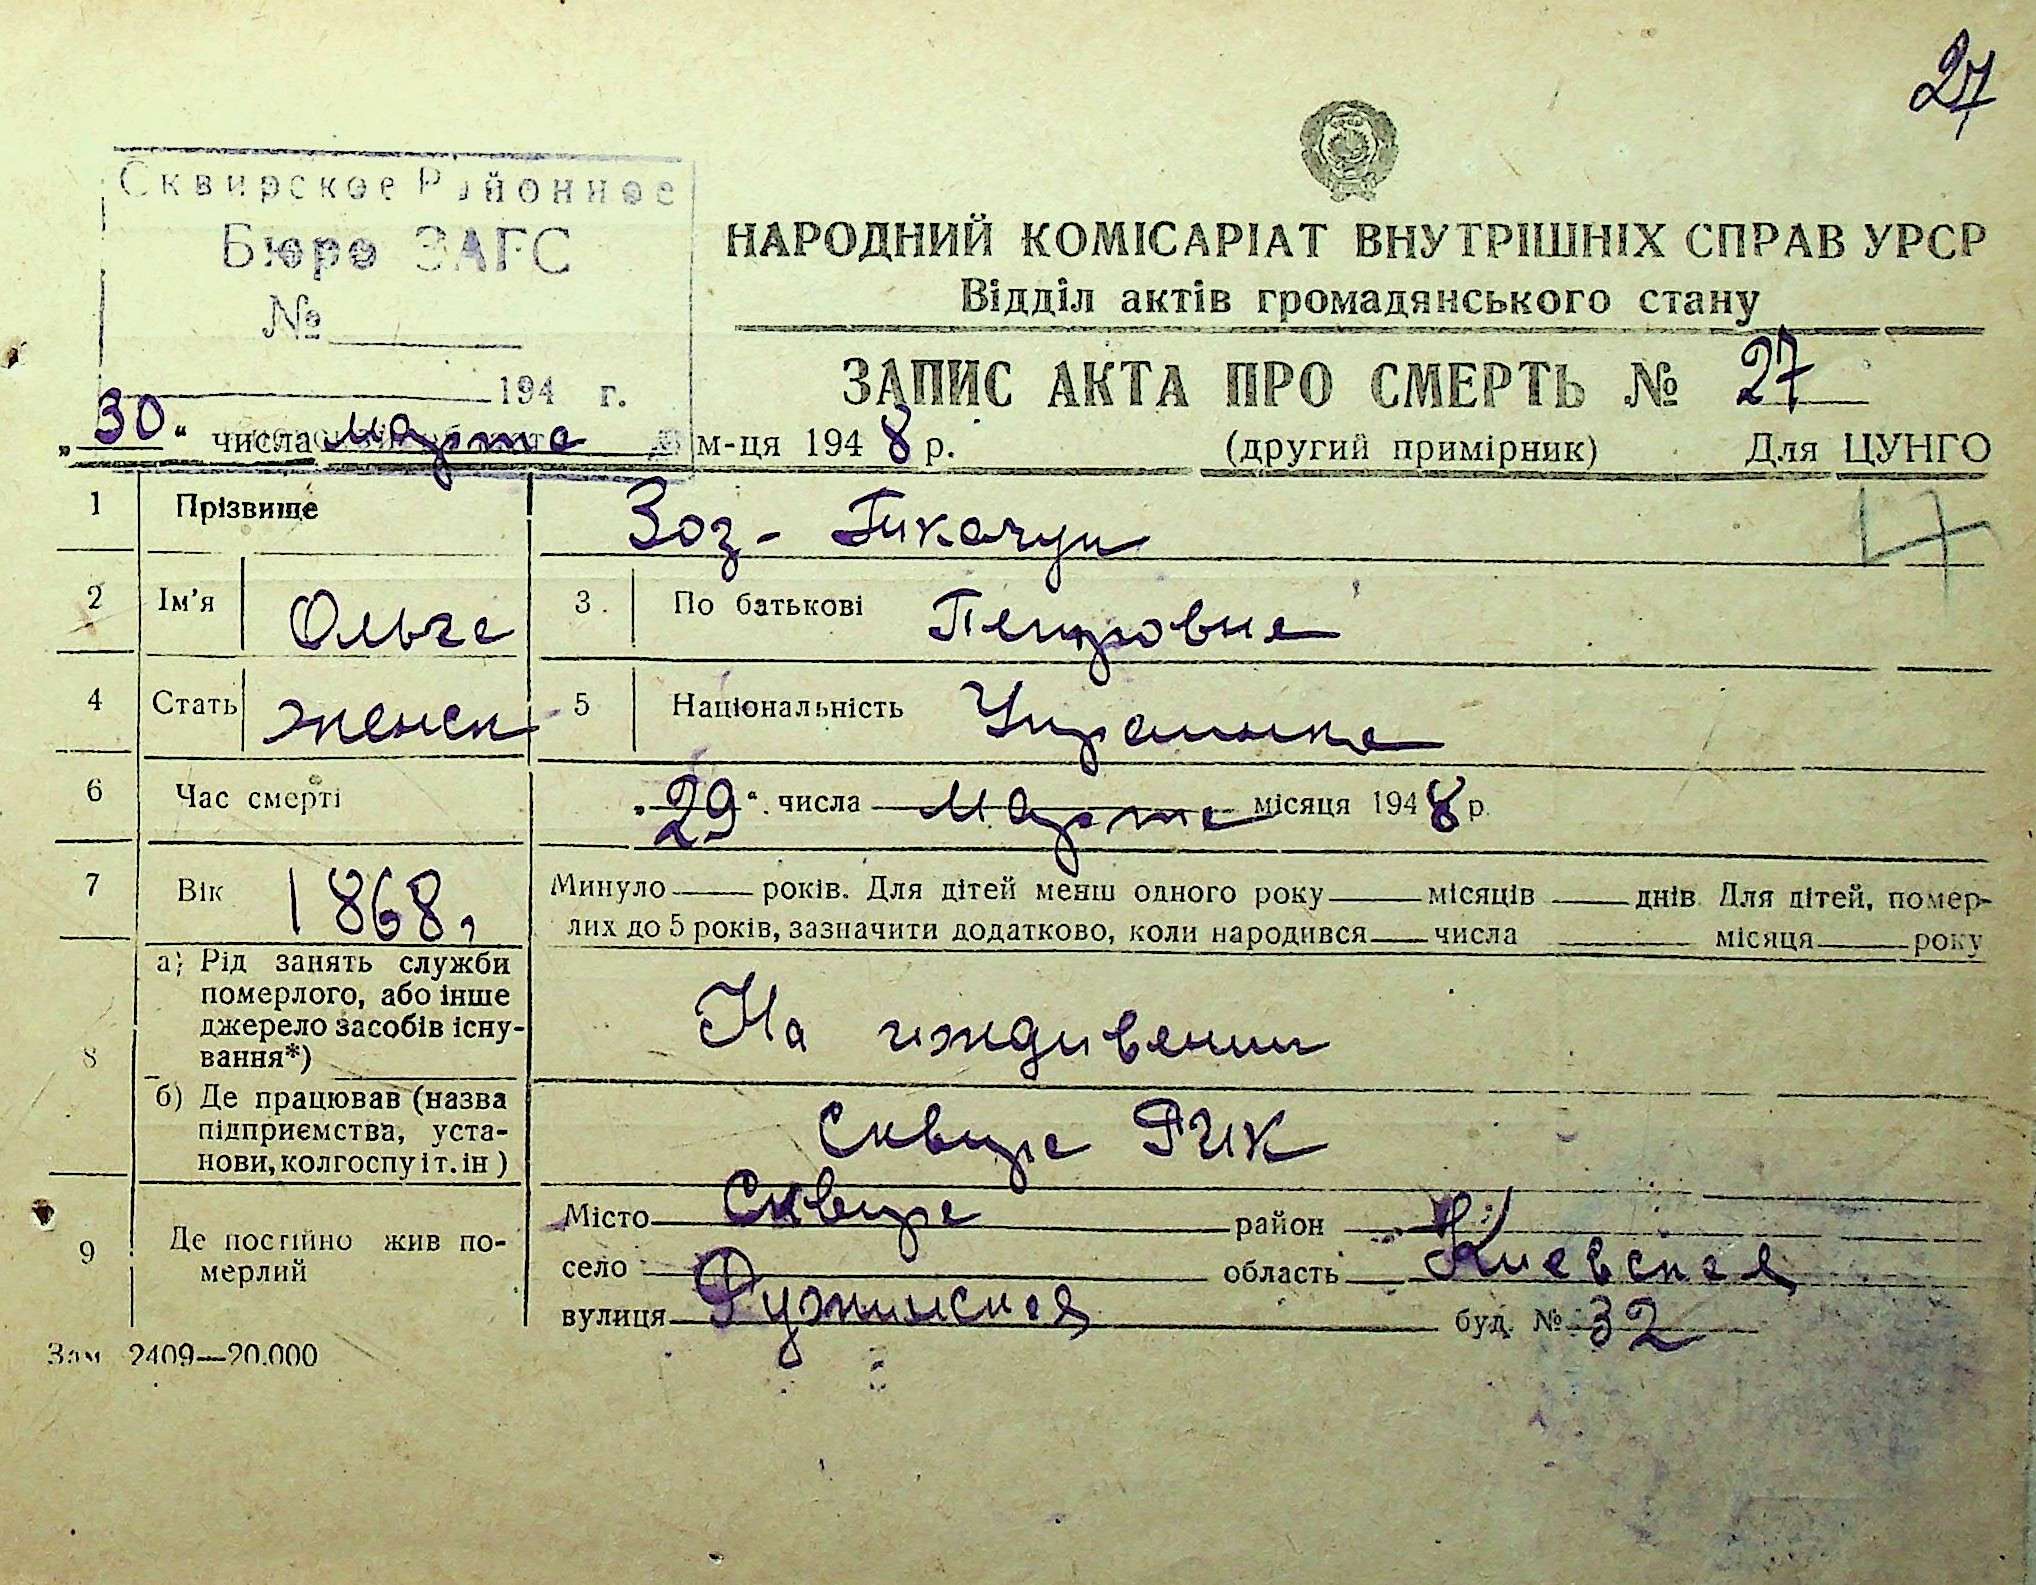 27
Сквирское Районное
Бюро ЗАГС
№
194 г.
НАРОДНИЙ КОМІСАРІАТ ВНУТРІШНІХ СПРАВ УРСР
Відділ актів громадянського стану
ЗАПИС АКТА ПРО СМЕРТЬ № 27
„30“ числа марта м-ця 1948 р. (другий примірник) Для ЦУНГО
1 Прізвище Зоз-
17
2 Ім'я Ольга 3. По батькові Петровна
4 Стать женск 5 Національність Украинка
6 Час смерті „29“ числа марта місяця 1948 р.
7 Вік 1868, Минуло років. Для дітей менш одного року місяців днів Для дітей, помер-
лих до 5 років, зазначити додатково, коли народився числа місяця року
8 а) Рід занять служби
померлого, або інше
джерело засобів існу-
вання*) На иждивении
б) Де працював (назва
підприємства, уста-
нови, колгоспу і т. ін) Сквира РИК
9 Де постійно жив по-
мерлий
Місто Сквира район
село область Киевская
вулиця Ружинская буд. № 32
Зам 2409—20.000